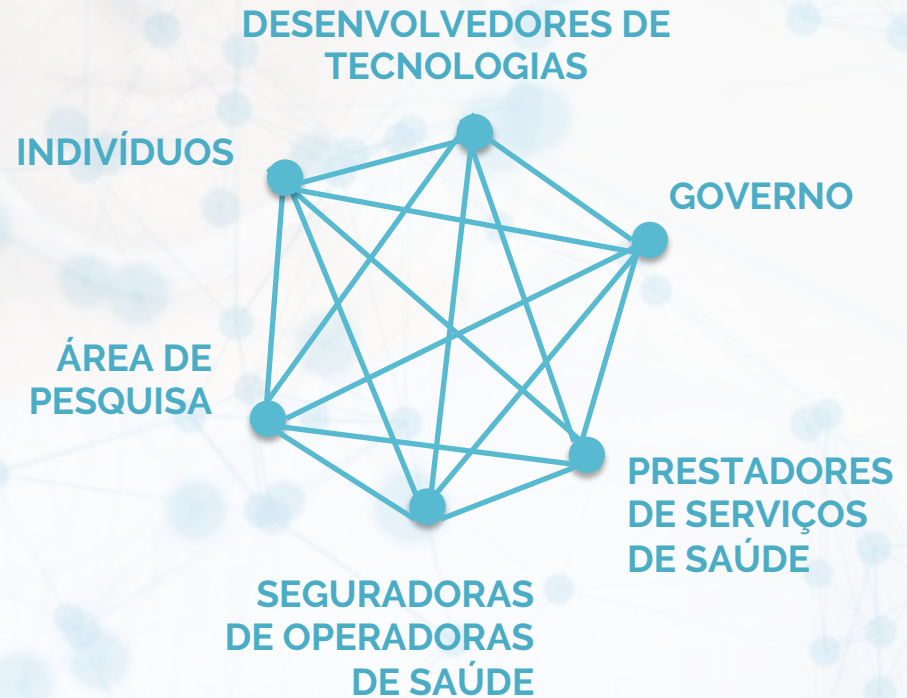 DESENVOLVEDORES DE
TECNOLOGIAS
INDIVÍDUOS
GOVERNO
ÁREA DE
PESQUISA
PRESTADORES
DE SERVIÇOS
DE SAÚDE
SEGURADORAS
DE OPERADORAS
DE SAÚDE